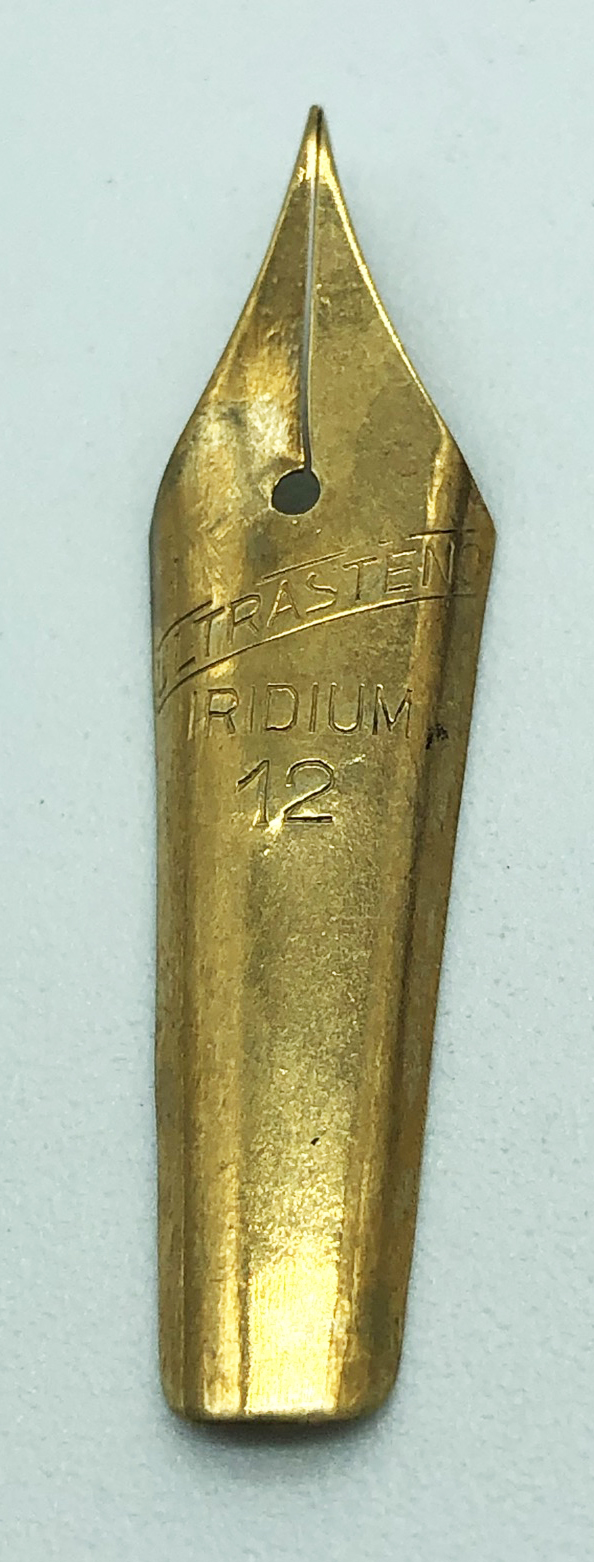 ULTRASTENO
IRIDIUM
12